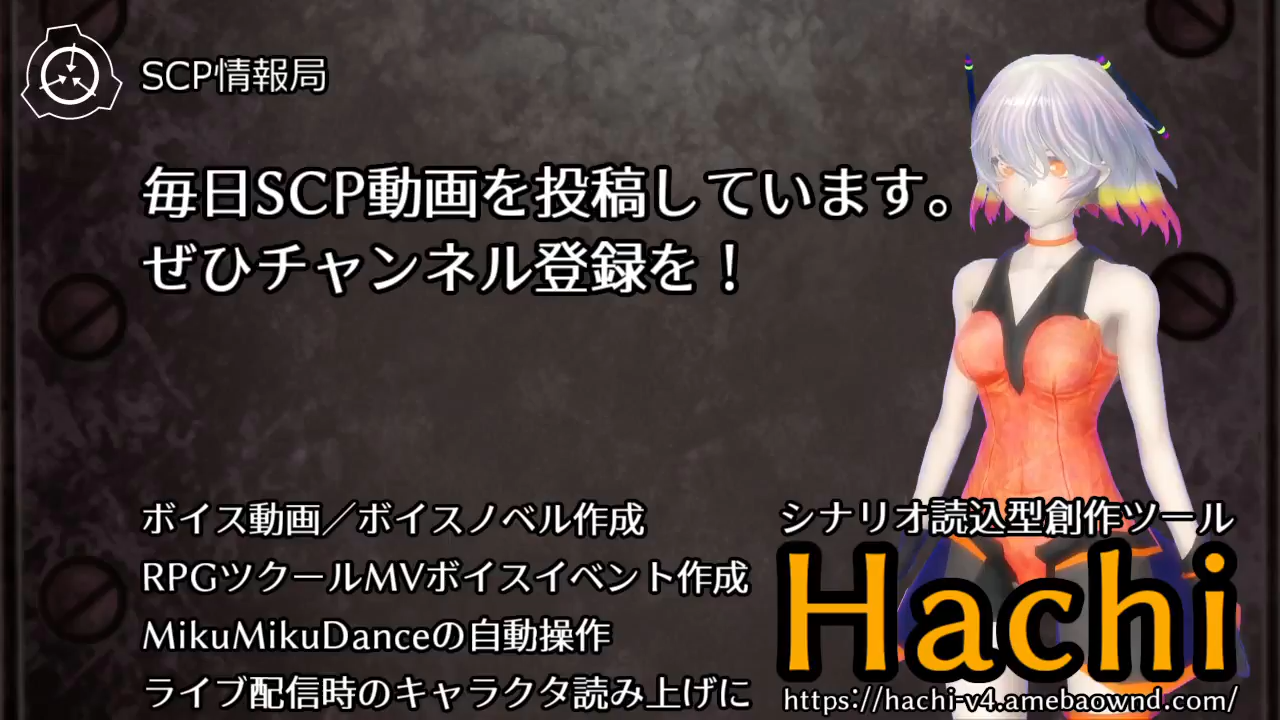 SCP情報局
毎日SCP動画を投稿しています。
ぜひチャンネル登録を！
ボイス動画／ボイスノベル作成
RPGツクールMVボイスイベント作成
MikuMikuDanceの自動操作
ライブ配信時のキャラクタ読み上げに
シナリオ読込型創作ツール
Hachi
https://hachi-v4.amebaownd.com/